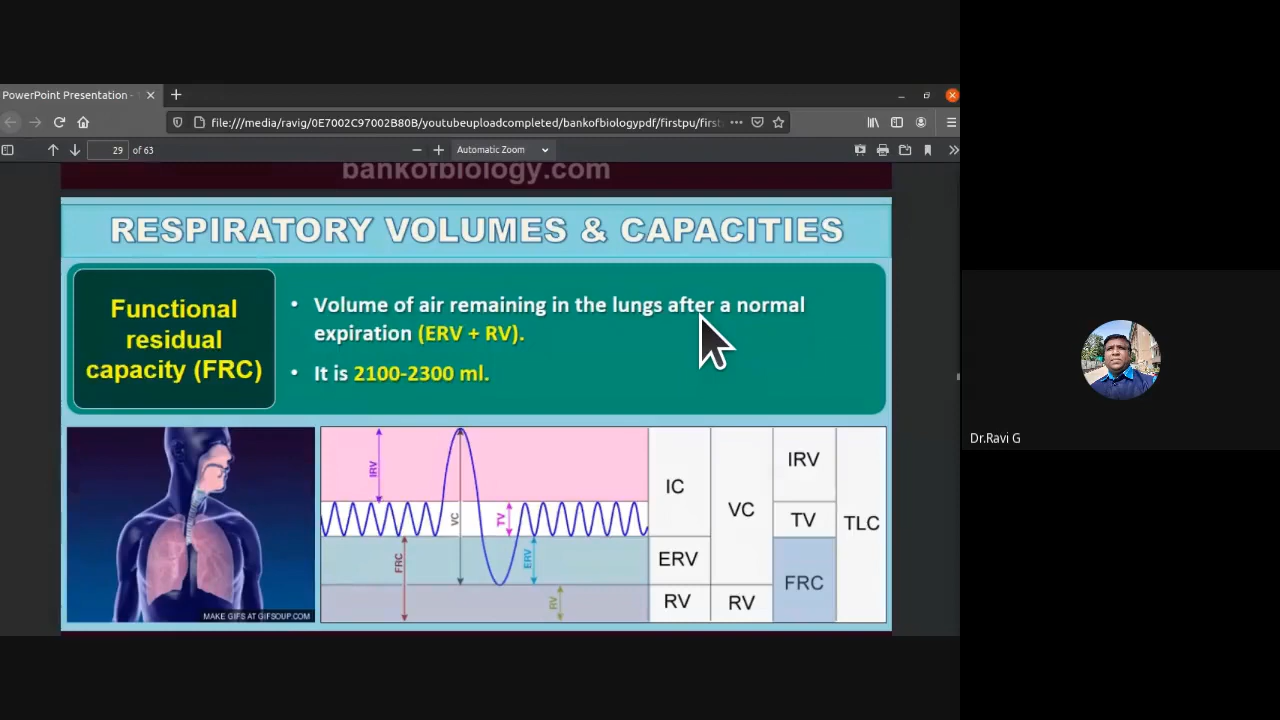 PowerPoint Presentation -
file:///media/ravig/0E7002C97002B80B/youtubeuploadcompleted/bankofbiologypdf/firstpu/first
29 of 63
Automatic Zoom
bankofbiology.com
RESPIRATORY VOLUMES & CAPACITIES
Functional
residual
capacity (FRC)
• Volume of air remaining in the lungs after a normal
expiration (ERV + RV).
• It is 2100-2300 ml.
MAKE GIFS AT GIFSOUP.COM
IRV
VC
TV
FRC
ERV
RV
IC
ERV
RV
VC
RV
IRV
TV
FRC
TLC
Dr.Ravi G